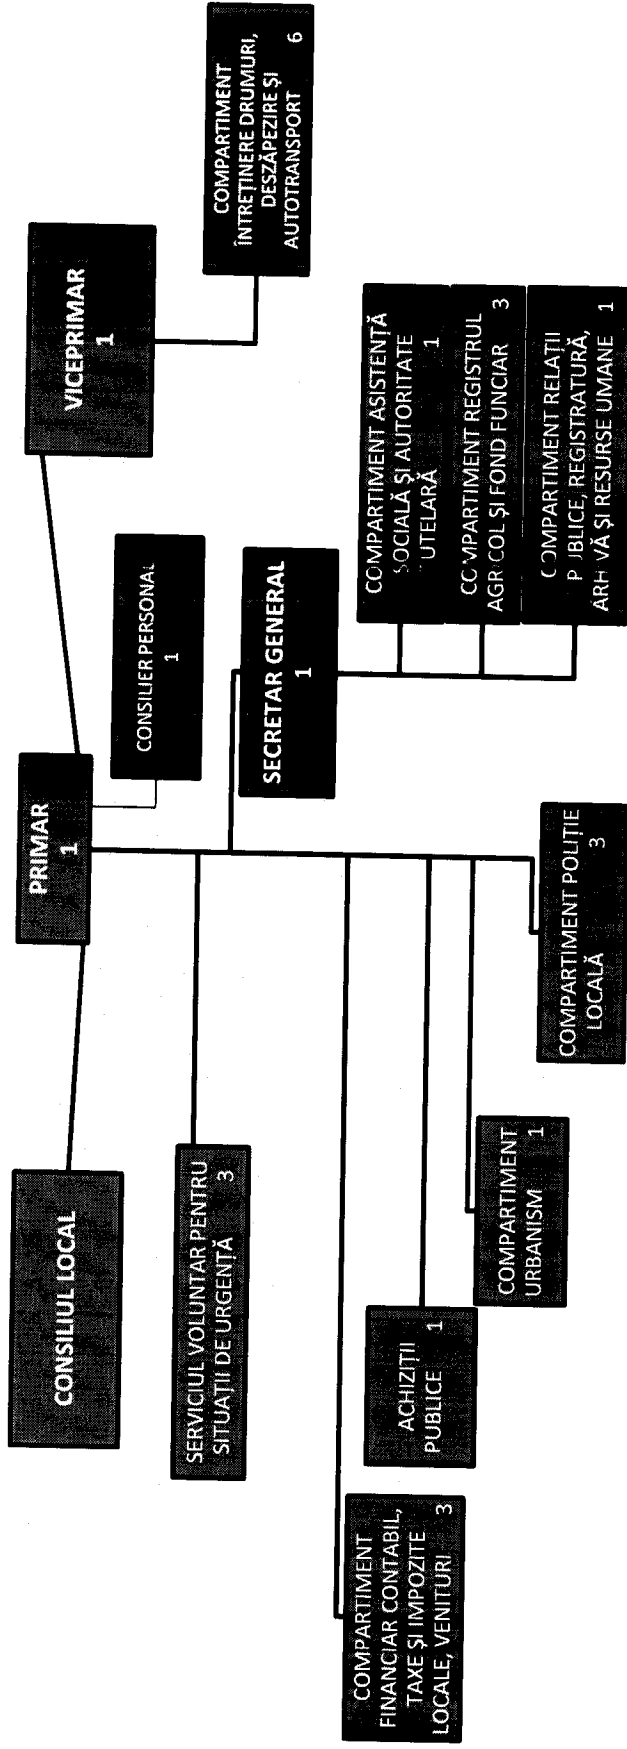 CONSILIUL LOCAL
PRIMAR
1
VICEPRIMAR
1
CONSILIER PERSONAL
1
COMPARTIMENT
ÎNTREȚINERE DRUMURI,
DESZĂPEZIRE ȘI
AUTOTRANSPORT 6
SERVICIUL VOLUNTAR PENTRU
SITUAȚII DE URGENȚĂ 3
SECRETAR GENERAL
1
COMPARTIMENT ASISTENȚĂ
SOCIALĂ ȘI AUTORITATE
TUTELARĂ 1
COMPARTIMENT REGISTRUL
AGRICOL ȘI FOND FUNCIAR 3
COMPARTIMENT RELAȚII
PUBLICE, REGISTRATURĂ,
ARHIVĂ ȘI RESURSE UMANE 1
COMPARTIMENT
FINANCIAR CONTABIL,
TAXE ȘI IMPOZITE
LOCALE, VENITURI 3
ACHIZIȚII
PUBLICE 1
COMPARTIMENT
URBANISM 1
COMPARTIMENT POLIȚIE
LOCALĂ 3